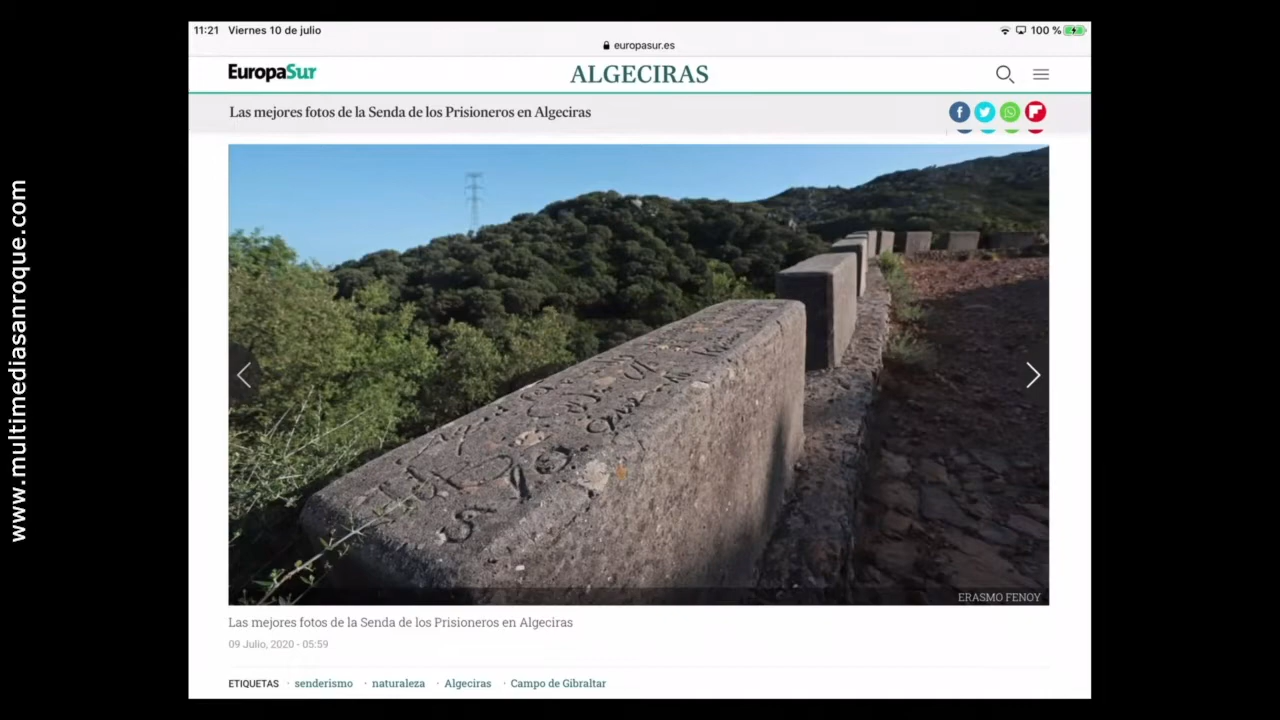 11:21 Viernes 10 de julio
100 %
europasur.es
EuropaSur
ALGECIRAS
Las mejores fotos de la Senda de los Prisioneros en Algeciras
www.multimediasanroque.com
ERASMO FENOY
Las mejores fotos de la Senda de los Prisioneros en Algeciras
09 Julio, 2020 - 05:59
ETIQUETAS · senderismo · naturaleza · Algeciras · Campo de Gibraltar